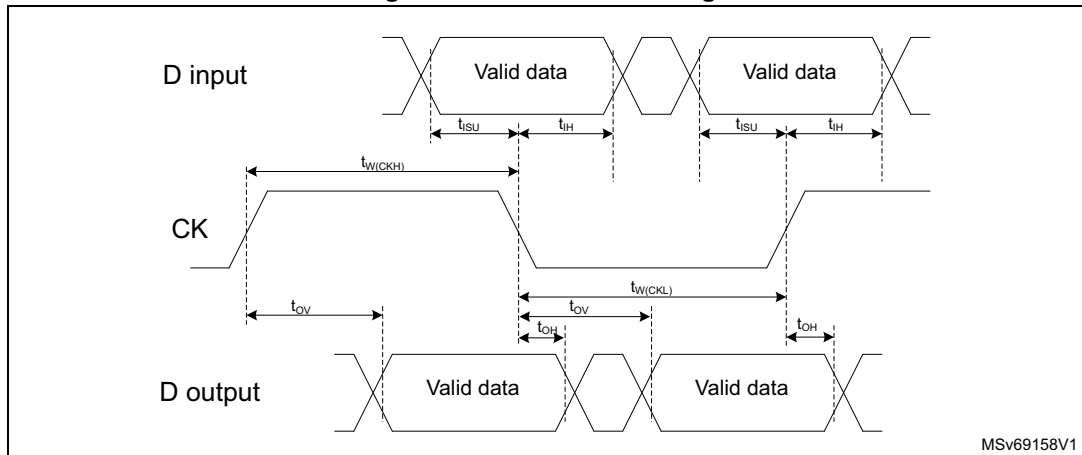 D input
Valid data
Valid data
tISU
tIH
tISU
tIH
tW(CKH)
CK
tW(CKL)
tOV
tOV
tOH
tOH
D output
Valid data
Valid data
MSv69158V1